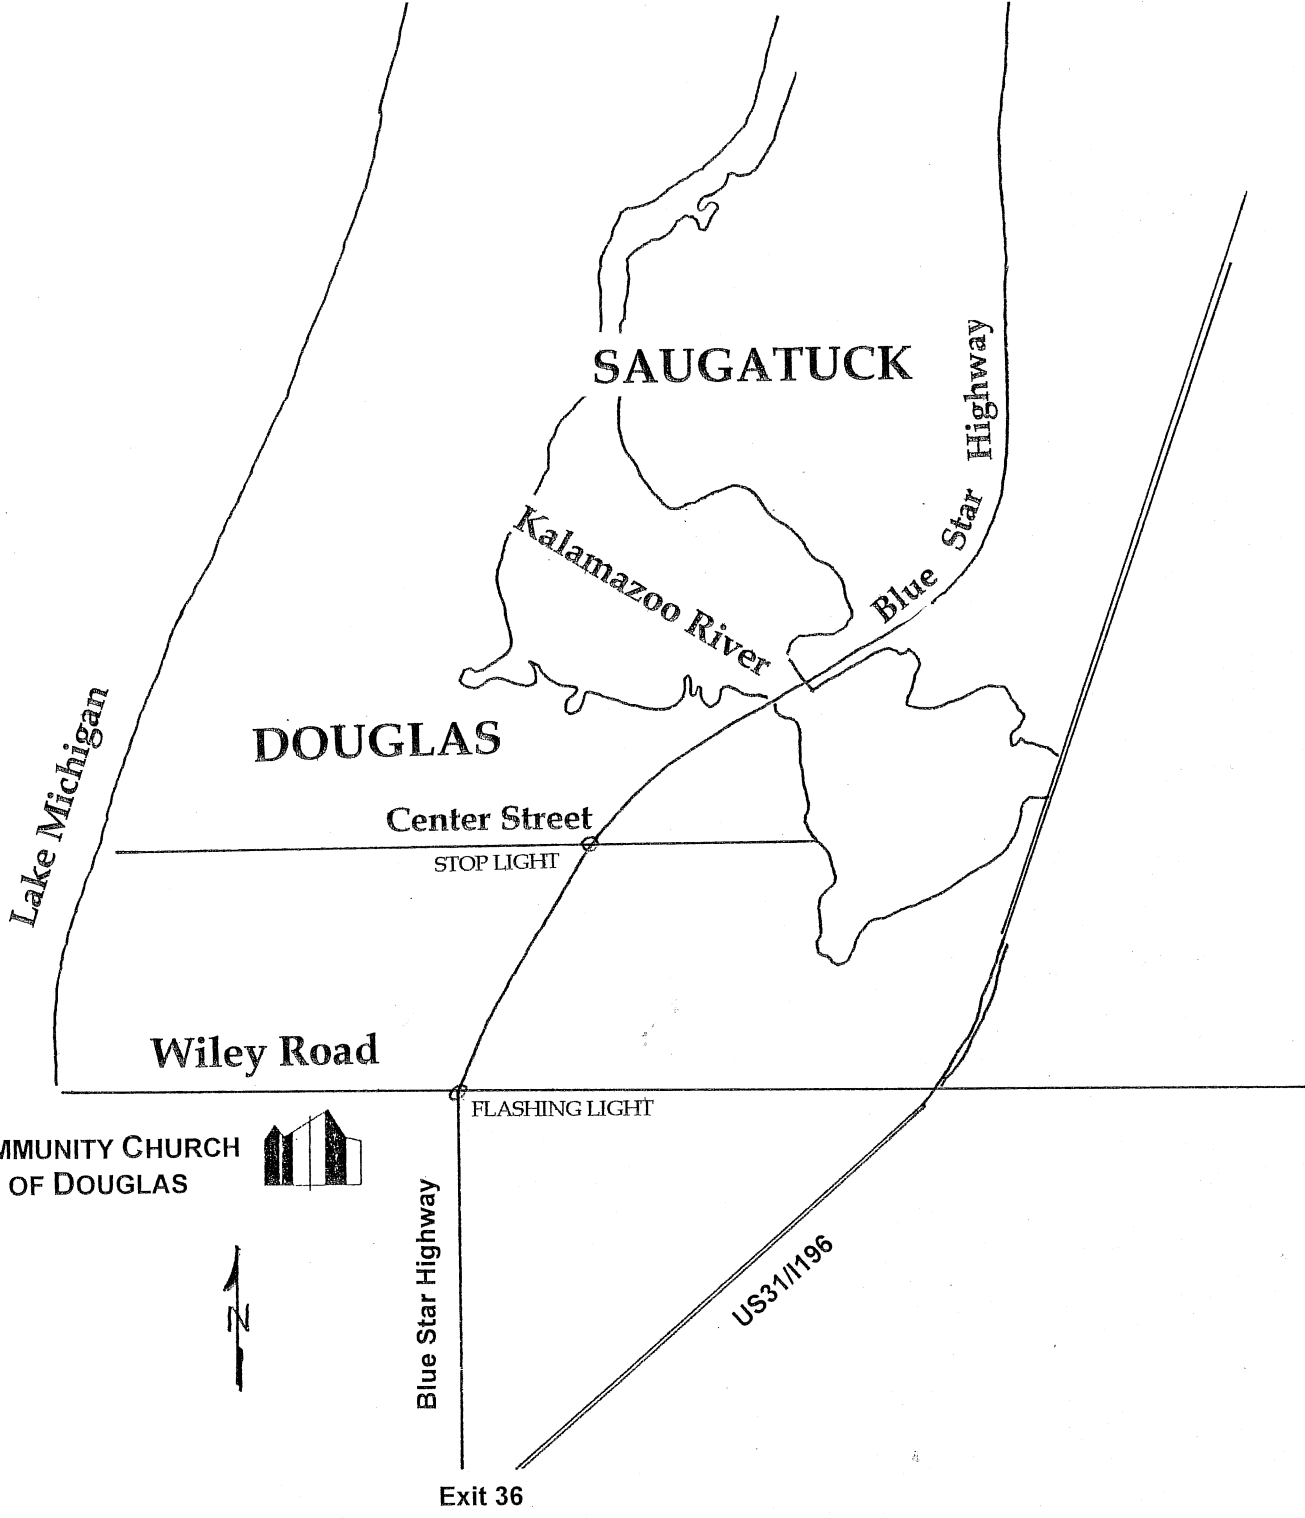 SAUGATUCK
Blue Star Highway
Kalamazoo River
Lake Michigan
DOUGLAS
Center Street
STOP LIGHT
Wiley Road
FLASHING LIGHT
MMUNITY CHURCH
OF DOUGLAS
N
Blue Star Highway
US31/I196
Exit 36